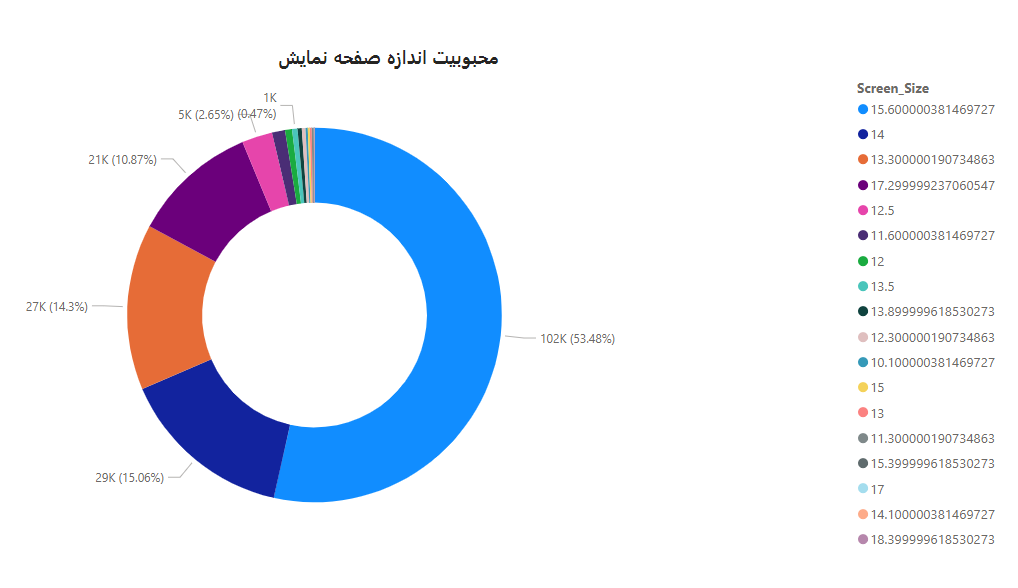 محبوبیت اندازه صفحه نمایش
1K
(0.47%)
5K (2.65%)
21K (10.87%)
27K (14.3%)
29K (15.06%)
102K (53.48%)
Screen_Size
15.600000381469727
14
13.300000190734863
17.299999237060547
12.5
11.600000381469727
12
13.5
13.899999618530273
12.300000190734863
10.100000381469727
15
13
11.300000190734863
15.399999618530273
17
14.100000381469727
18.399999618530273